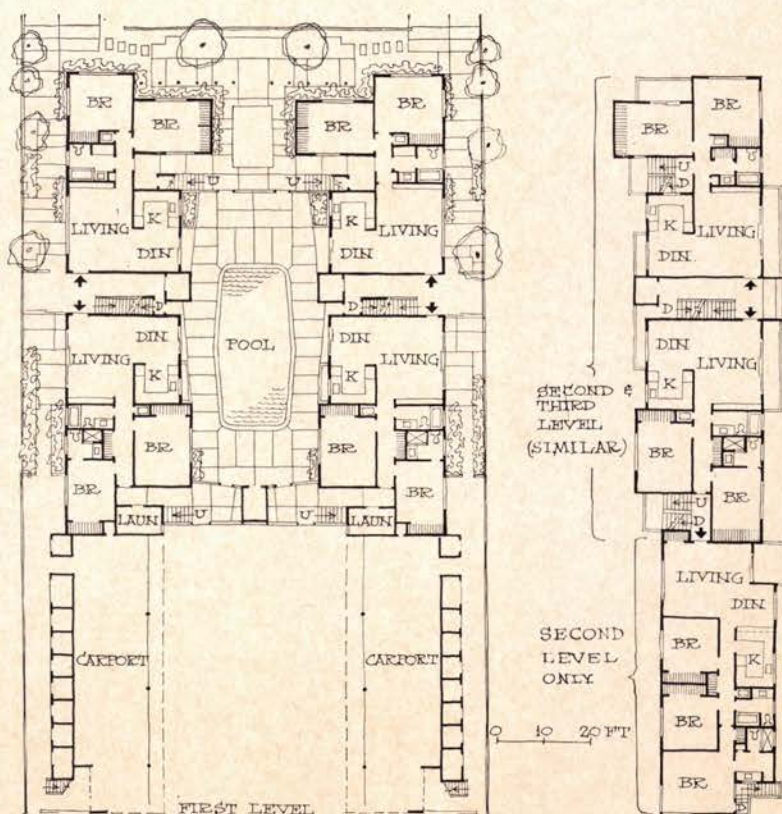 BR
BR
BR
BR
U
U
K
LIVING
DIN
K
DIN
LIVING
D
D
DIN
LIVING
K
POOL
DIN
K
LIVING
BR
BR
BR
BR
LAUN
U
U
LAUN
CARPORT
CARPORT
FIRST LEVEL
BR
BR
U
D
K
LIVING
DIN.
D
DIN
LIVING
K
SECOND &
THIRD
LEVEL
(SIMILAR)
BR
BR
U
D
LIVING
DIN
K
BR
BR
BR
D
SECOND
LEVEL
ONLY
0 10 20 FT